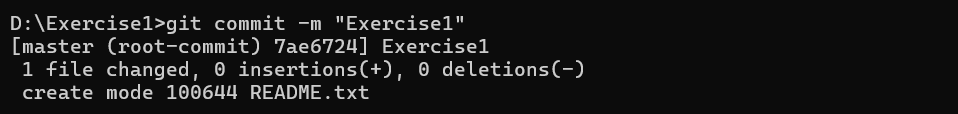 D:\Exercise1>git commit -m "Exercise1"
[master (root-commit) 7ae6724] Exercise1
 1 file changed, 0 insertions(+), 0 deletions(-)
 create mode 100644 README.txt